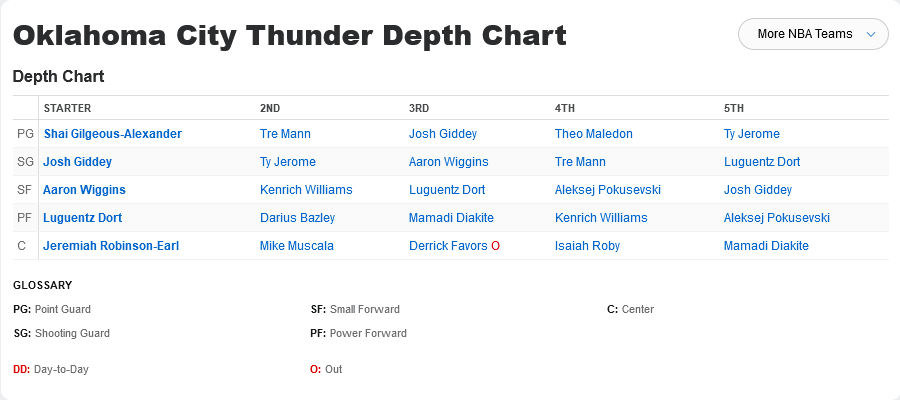 Oklahoma City Thunder Depth Chart
More NBA Teams
Depth Chart
STARTER 2ND 3RD 4TH 5TH
PG Shai Gilgeous-Alexander Tre Mann Josh Giddey Theo Maledon Ty Jerome
SG Josh Giddey Ty Jerome Aaron Wiggins Tre Mann Luguentz Dort
SF Aaron Wiggins Kenrich Williams Luguentz Dort Aleksej Pokusevski Josh Giddey
PF Luguentz Dort Darius Bazley Mamadi Diakite Kenrich Williams Aleksej Pokusevski
C Jeremiah Robinson-Earl Mike Muscala Derrick Favors O Isaiah Roby Mamadi Diakite
GLOSSARY
PG: Point Guard SF: Small Forward C: Center
SG: Shooting Guard PF: Power Forward
DD: Day-to-Day O: Out